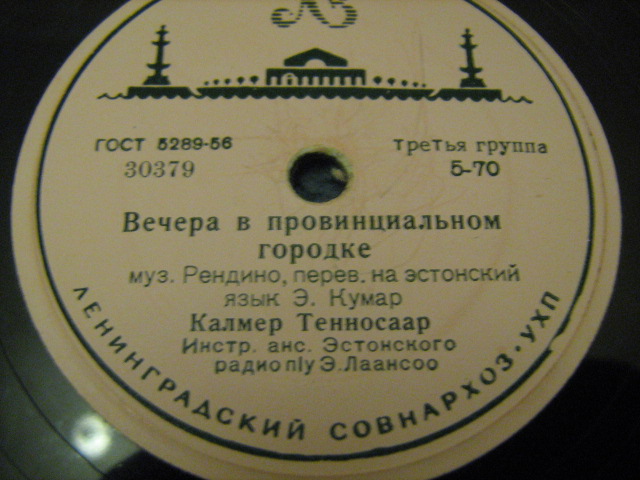 ЛЗ
ГОСТ 5289-56
30379
третья группа
5-70
Вечера в провинциальном
городке
муз. Рендино, перев. на эстонский
язык Э. Кумар
Калмер Тенносаар
Инстр. анс. Эстонского
радио п/у Э. Лаансоо
ЛЕНИНГРАДСКИЙ СОВНАРХОЗ · УХП